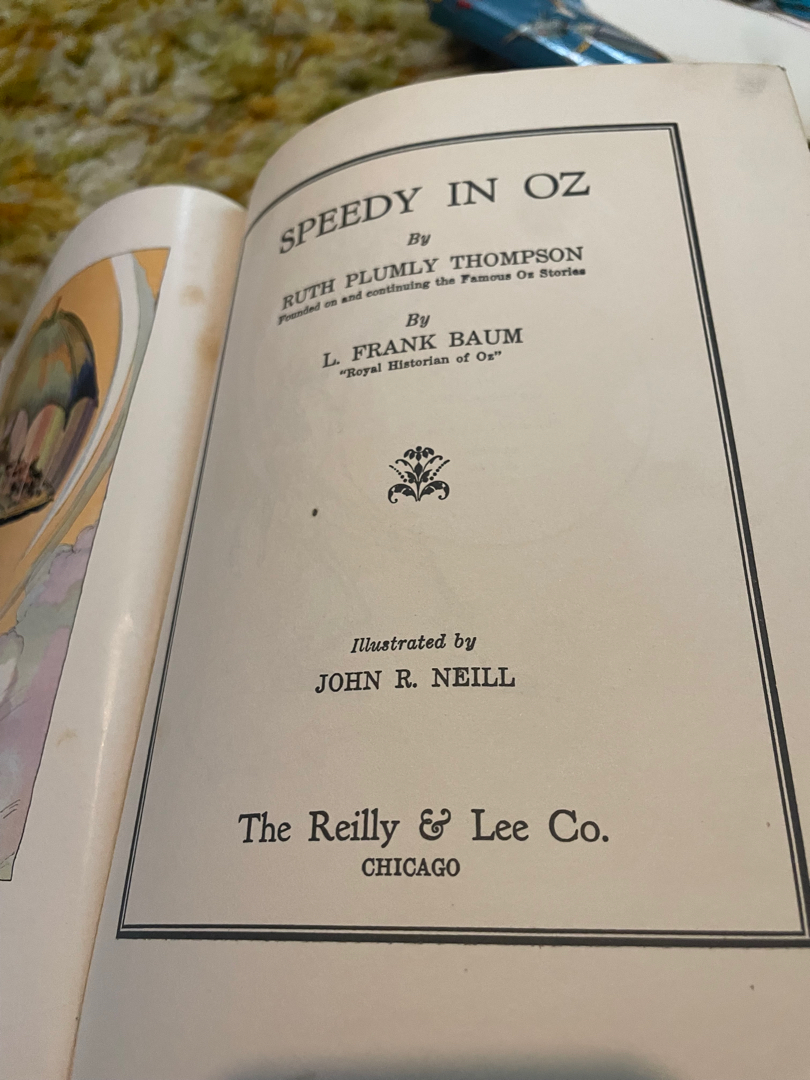 SPEEDY IN OZ
By
RUTH PLUMLY THOMPSON
Founded on and continuing the Famous Oz Stories
By
L. FRANK BAUM
"Royal Historian of Oz"
Illustrated by
JOHN R. NEILL
The Reilly & Lee Co.
CHICAGO